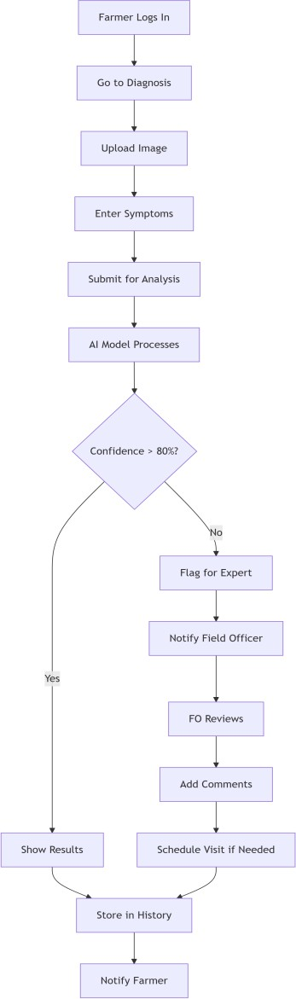 Farmer Logs In
Go to Diagnosis
Upload Image
Enter Symptoms
Submit for Analysis
AI Model Processes
Confidence > 80%?
No
Flag for Expert
Notify Field Officer
Yes
FO Reviews
Add Comments
Show Results
Schedule Visit if Needed
Store in History
Notify Farmer